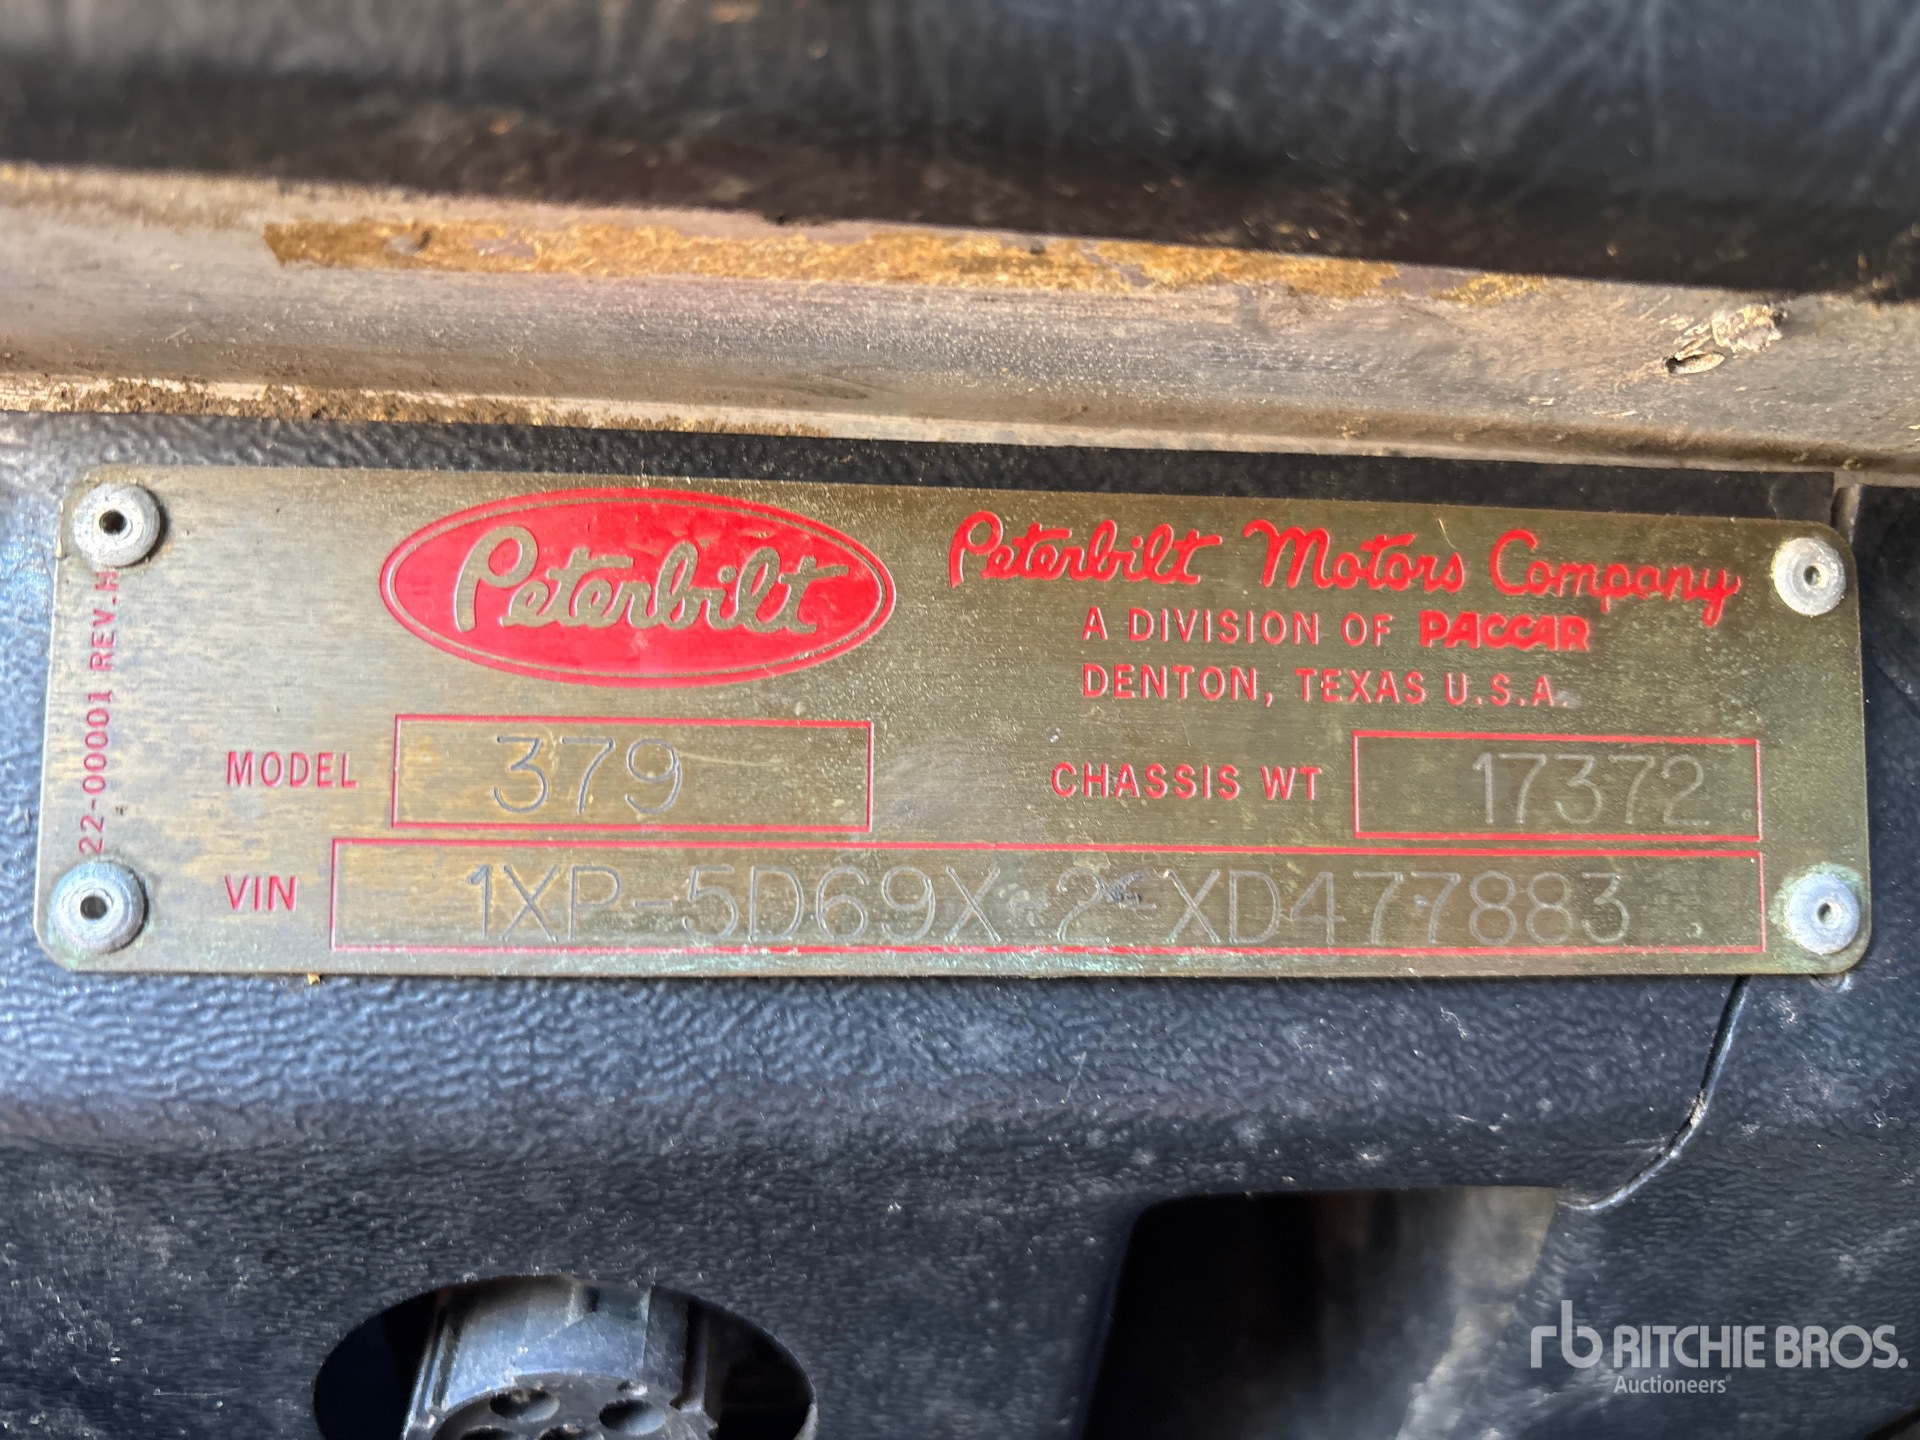 Peterbilt
Peterbilt Motors Company
A DIVISION OF PACCAR
DENTON, TEXAS U.S.A.
22-00001 REV.H
MODEL 379
CHASSIS WT 17372
VIN 1XP-5D69X-2-XD477883
rb RITCHIE BROS.
Auctioneers